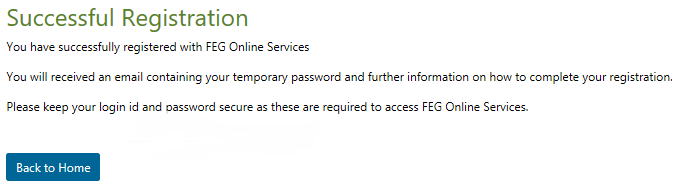 Successful Registration
You have successfully registered with FEG Online Services
You will received an email containing your temporary password and further information on how to complete your registration.
Please keep your login id and password secure as these are required to access FEG Online Services.
Back to Home